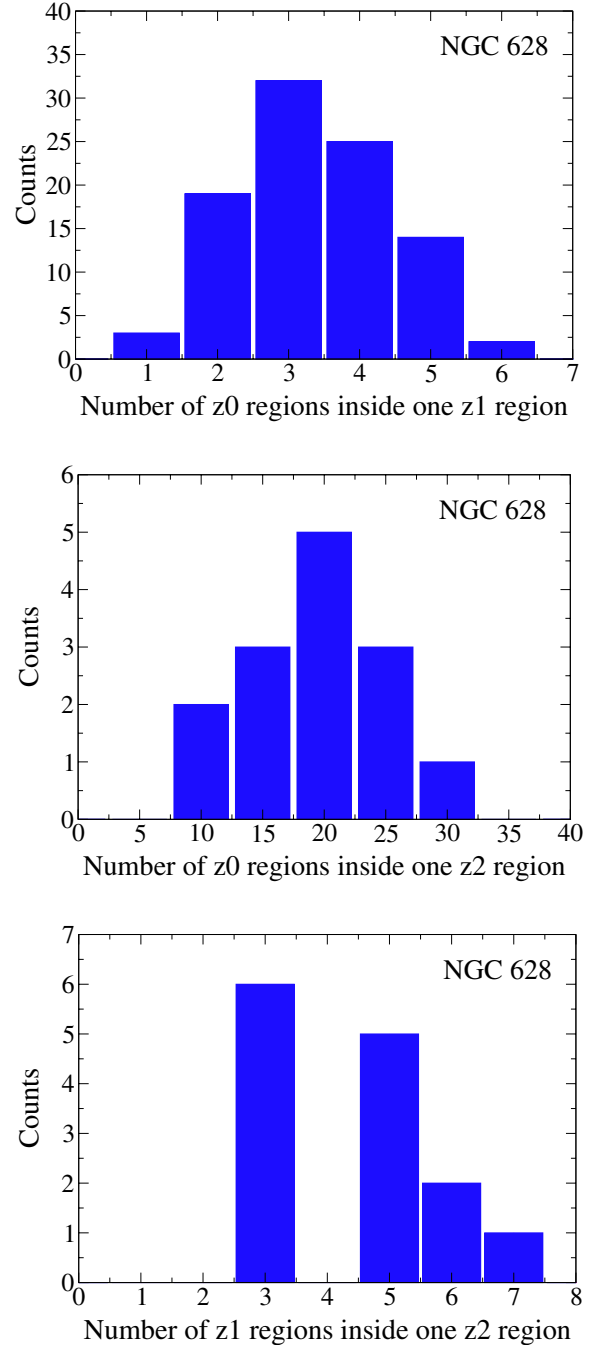 40
NGC 628
35
30
25
20
15
10
5
0
Counts
0 1 2 3 4 5 6 7
Number of z0 regions inside one z1 region
6
NGC 628
5
4
3
2
1
0
Counts
0 5 10 15 20 25 30 35 40
Number of z0 regions inside one z2 region
7
NGC 628
6
5
4
3
2
1
0
Counts
0 1 2 3 4 5 6 7 8
Number of z1 regions inside one z2 region